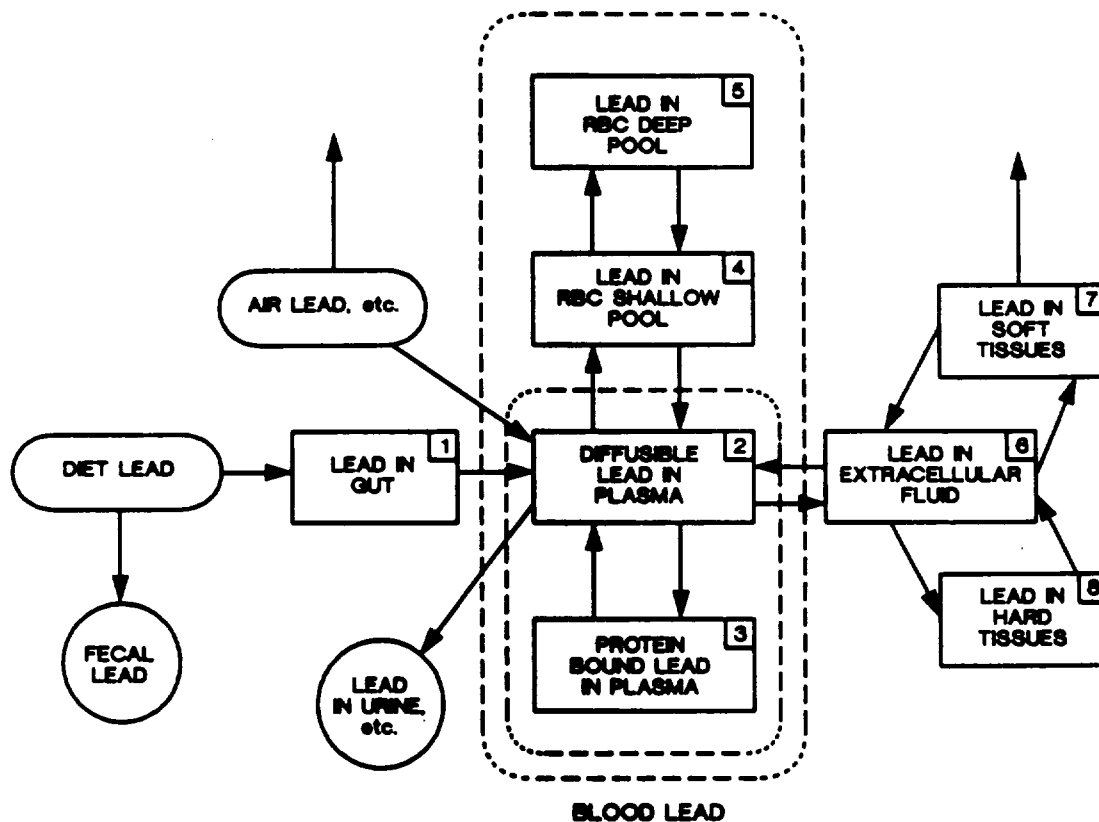 5
LEAD IN
RBC DEEP
POOL
4
LEAD IN
RBC SHALLOW
POOL
AIR LEAD, etc.
7
LEAD IN
SOFT
TISSUES
DIET LEAD
1
LEAD IN
GUT
2
DIFFUSIBLE
LEAD IN
PLASMA
6
LEAD IN
EXTRACELLULAR
FLUID
8
LEAD IN
HARD
TISSUES
FECAL
LEAD
LEAD
IN URINE,
etc.
3
PROTEIN
BOUND LEAD
IN PLASMA
BLOOD LEAD